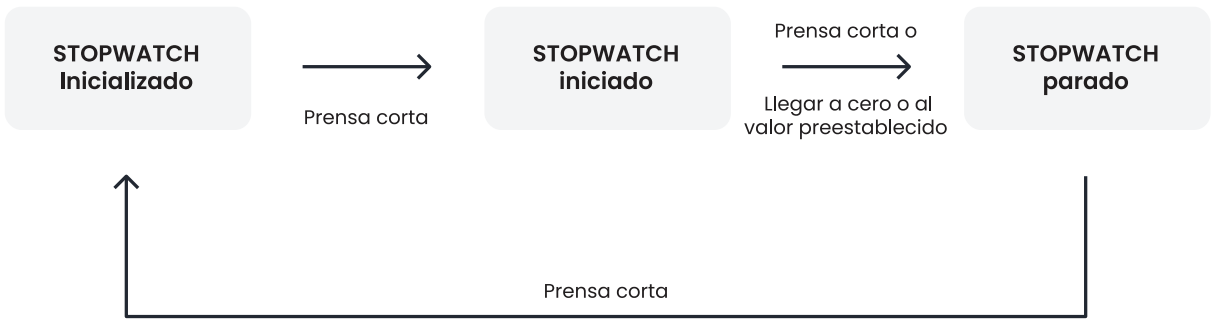 STOPWATCH
Inicializado
Prensa corta
STOPWATCH
iniciado
Prensa corta o
Llegar a cero o al
valor preestablecido
STOPWATCH
parado
Prensa corta